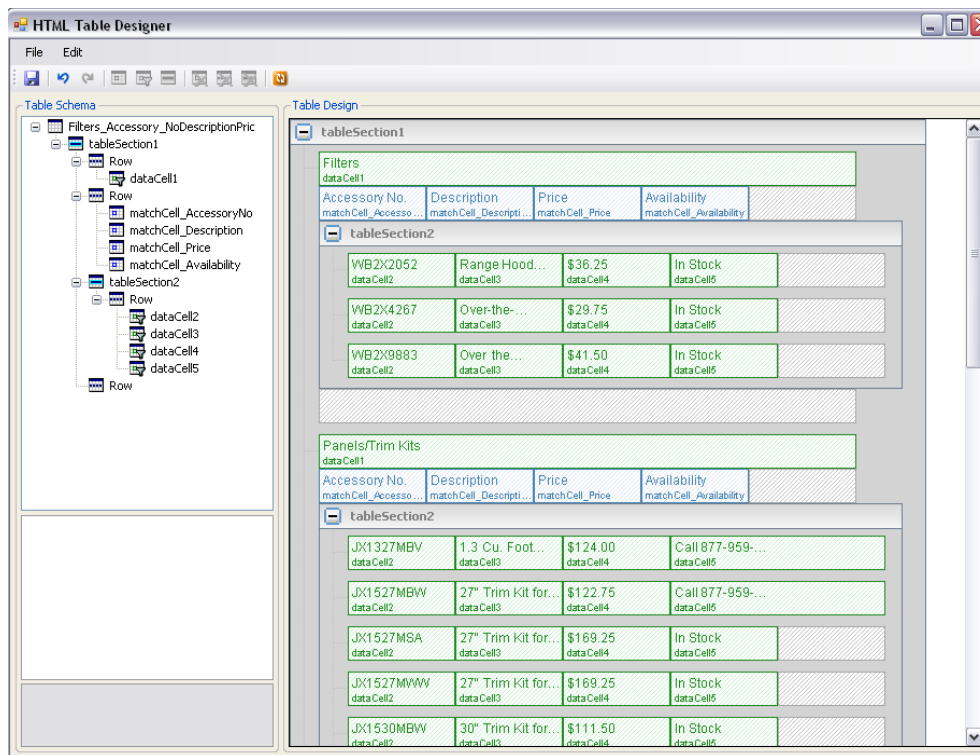 HTML Table Designer
File Edit
Table Schema
Filters_Accessory_NoDescriptionPric
tableSection1
Row
dataCell1
Row
matchCell_AccessoryNo
matchCell_Description
matchCell_Price
matchCell_Availability
tableSection2
Row
dataCell2
dataCell3
dataCell4
dataCell5
Row
Table Design
tableSection1
Filters
dataCell1
Accessory No. Description Price Availability
matchCell_Accesso... matchCell_Descripti... matchCell_Price matchCell_Availability
tableSection2
WB2X2052 Range Hood... $36.25 In Stock
dataCell2 dataCell3 dataCell4 dataCell5
WB2X4267 Over-the-... $29.75 In Stock
dataCell2 dataCell3 dataCell4 dataCell5
WB2X9883 Over the... $41.50 In Stock
dataCell2 dataCell3 dataCell4 dataCell5
Panels/Trim Kits
dataCell1
Accessory No. Description Price Availability
matchCell_Accesso... matchCell_Descripti... matchCell_Price matchCell_Availability
tableSection2
JX1327MBV 1.3 Cu. Foot... $124.00 Call 877-959-...
dataCell2 dataCell3 dataCell4 dataCell5
JX1527MBW 27" Trim Kit for... $122.75 Call 877-959-...
dataCell2 dataCell3 dataCell4 dataCell5
JX1527MSA 27" Trim Kit for... $169.25 In Stock
dataCell2 dataCell3 dataCell4 dataCell5
JX1527MWW 27" Trim Kit for... $169.25 In Stock
dataCell2 dataCell3 dataCell4 dataCell5
JX1530MBW 30" Trim Kit for... $111.50 In Stock
dataCell2 dataCell3 dataCell4 dataCell5